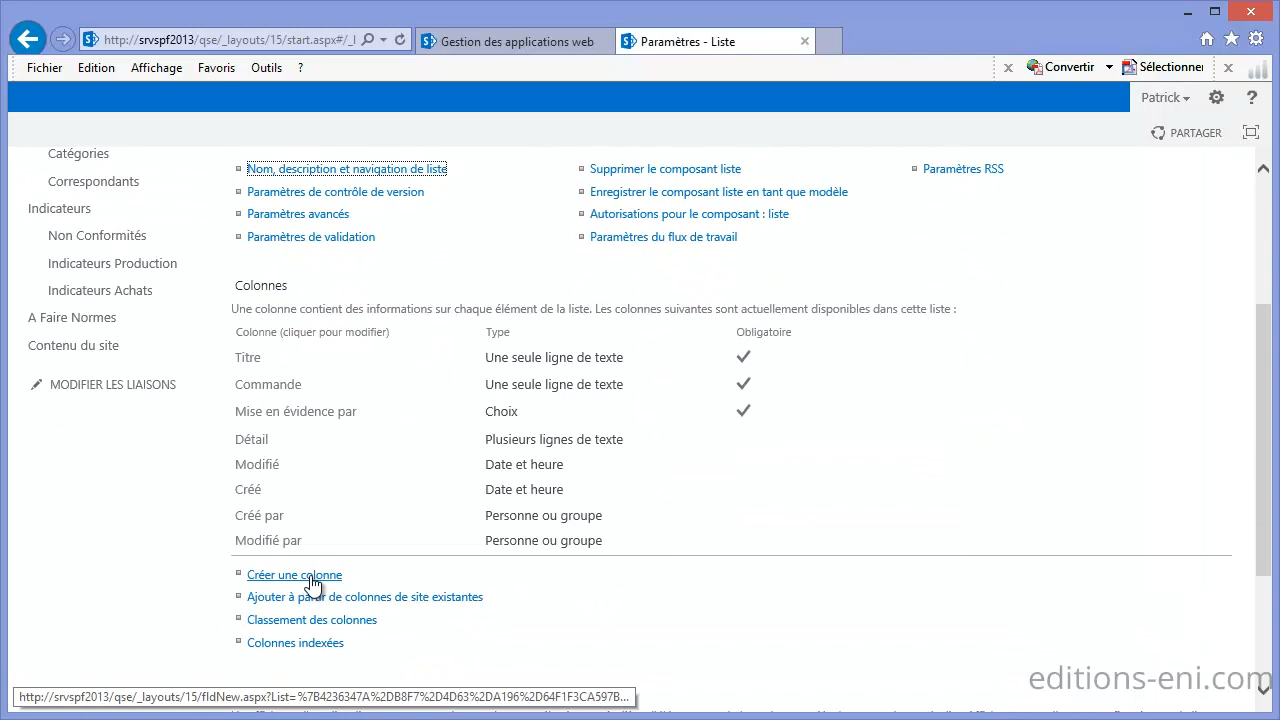 http://srvspf2013/qse/_layouts/15/start.aspx#/_l
Gestion des applications web
Paramètres - Liste
Fichier Edition Affichage Favoris Outils ?
Convertir
Sélectionner
Patrick
PARTAGER
Catégories
Correspondants
Indicateurs
Non Conformités
Indicateurs Production
Indicateurs Achats
A Faire Normes
Contenu du site
MODIFIER LES LIAISONS
Nom, description et navigation de liste
Paramètres de contrôle de version
Paramètres avancés
Paramètres de validation
Supprimer le composant liste
Enregistrer le composant liste en tant que modèle
Autorisations pour le composant : liste
Paramètres du flux de travail
Paramètres RSS
Colonnes
Une colonne contient des informations sur chaque élément de la liste. Les colonnes suivantes sont actuellement disponibles dans cette liste :
Colonne (cliquer pour modifier) Type Obligatoire
Titre Une seule ligne de texte
Commande Une seule ligne de texte
Mise en évidence par Choix
Détail Plusieurs lignes de texte
Modifié Date et heure
Créé Date et heure
Créé par Personne ou groupe
Modifié par Personne ou groupe
Créer une colonne
Ajouter à partir de colonnes de site existantes
Classement des colonnes
Colonnes indexées
editions-eni.com
http://srvspf2013/qse/_layouts/15/fldNew.aspx?List=%7B4236347A%2DB8F7%2D4D63%2DA196%2D64F1F3CA597B...